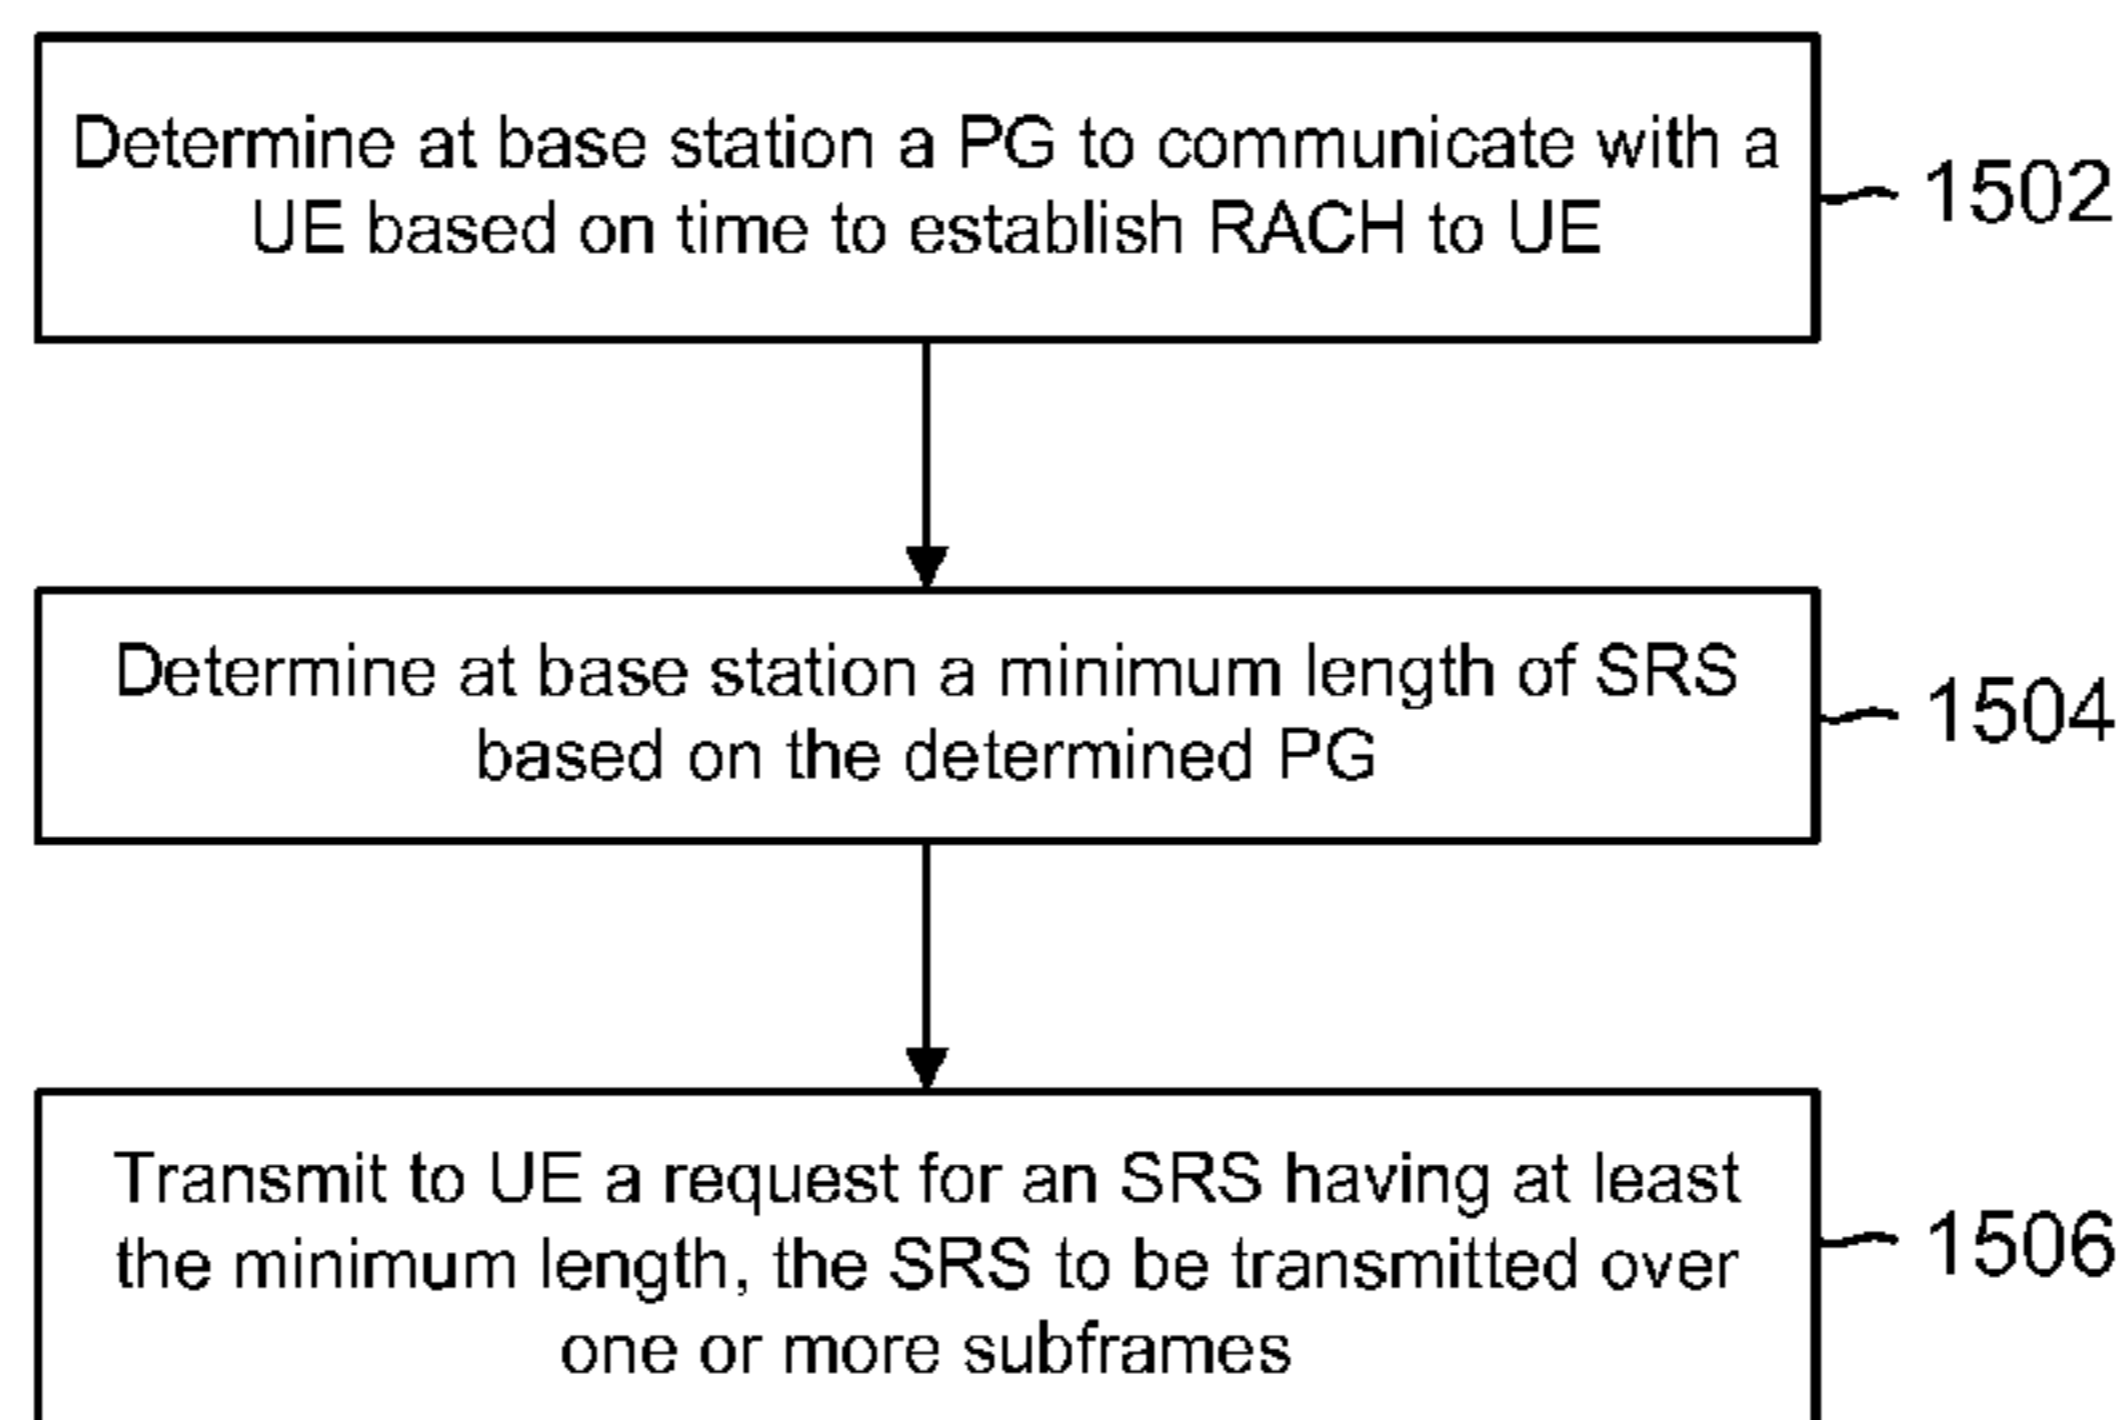 Determine at base station a PG to communicate with a
UE based on time to establish RACH to UE
1502
Determine at base station a minimum length of SRS
based on the determined PG
1504
Transmit to UE a request for an SRS having at least
the minimum length, the SRS to be transmitted over
one or more subframes
1506